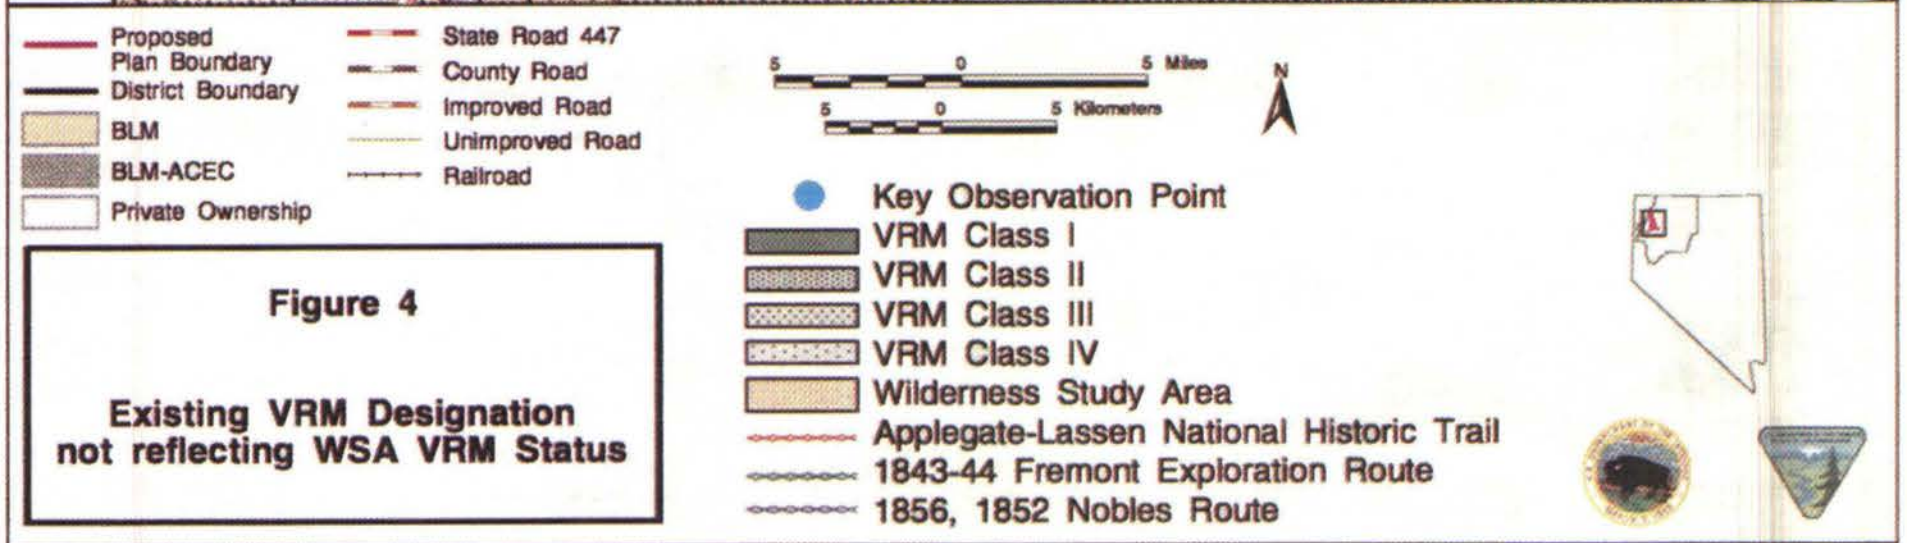 Proposed
Plan Boundary
District Boundary
BLM
BLM-ACEC
Private Ownership
State Road 447
County Road
Improved Road
Unimproved Road
Railroad
Figure 4
Existing VRM Designation
not reflecting WSA VRM Status
5 0 5 Miles
5 0 5 Kilometers
N
Key Observation Point
VRM Class I
VRM Class II
VRM Class III
VRM Class IV
Wilderness Study Area
Applegate-Lassen National Historic Trail
1843-44 Fremont Exploration Route
1856, 1852 Nobles Route